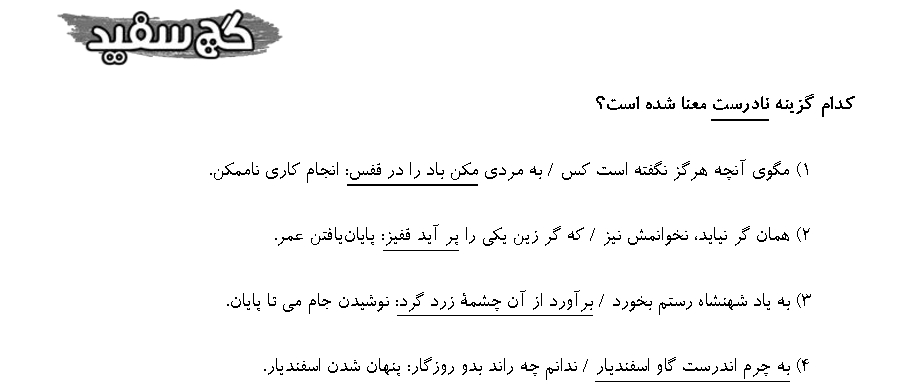 گچ سفید
کدام گزینه نادرست معنا شده است؟
۱) مگوی آنچه هرگز نگفته است کس / به مردی مکن باد را در قفس: انجام کاری ناممکن.
۲) همان گر نیاید، نخوانمش نیز / که گر زین یکی را پر آید قفیز: پایان‌یافتن عمر.
۳) به یاد شهنشاه رستم بخورد / برآورد از آن چشمهٔ زرد گرد: نوشیدن جام می تا پایان.
۴) به چرم اندرست گاو اسفندیار / ندانم چه راند بدو روزگار: پنهان شدن اسفندیار.